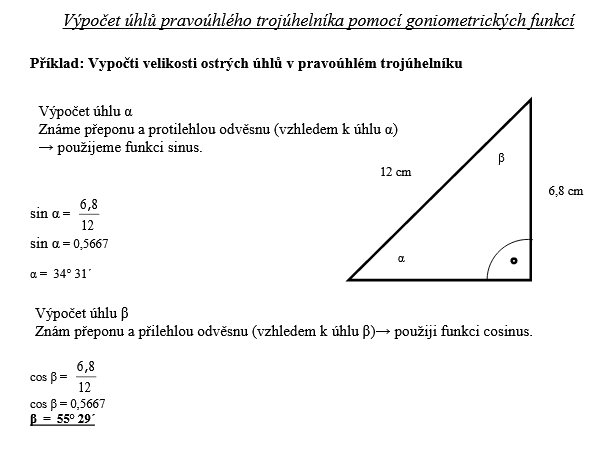 Výpočet úhlů pravoúhlého trojúhelníka pomocí goniometrických funkcí
Příklad: Vypočti velikosti ostrých úhlů v pravoúhlém trojúhelníku
Výpočet úhlu α
Známe přeponu a protilehlou odvěsnu (vzhledem k úhlu α)
→ použijeme funkci sinus.
12 cm
β
6,8 cm
α
sin α = 6,8
12
sin α = 0,5667
α = 34° 31´
Výpočet úhlu β
Znám přeponu a přilehlou odvěsnu (vzhledem k úhlu β)→ použiji funkci cosinus.
cos β = 6,8
12
cos β = 0,5667
β = 55° 29´